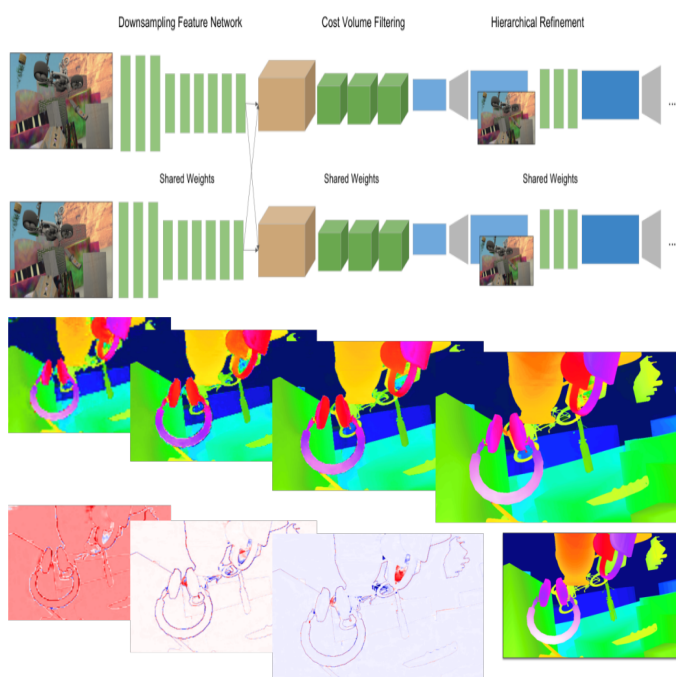 Downsampling Feature Network
Cost Volume Filtering
Hierarchical Refinement
...
Shared Weights
Shared Weights
Shared Weights
...